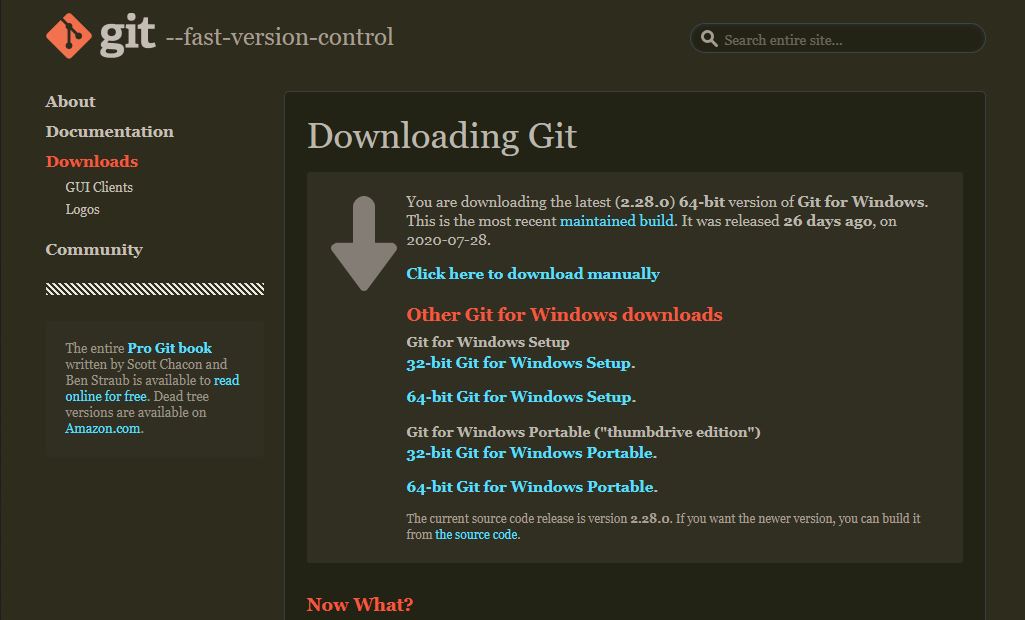 git --fast-version-control
Search entire site...
About
Documentation
Downloads
GUI Clients
Logos
Community
The entire Pro Git book
written by Scott Chacon and
Ben Straub is available to read
online for free. Dead tree
versions are available on
Amazon.com.
Downloading Git
You are downloading the latest (2.28.0) 64-bit version of Git for Windows.
This is the most recent maintained build. It was released 26 days ago, on
2020-07-28.
Click here to download manually
Other Git for Windows downloads
Git for Windows Setup
32-bit Git for Windows Setup.
64-bit Git for Windows Setup.
Git for Windows Portable ("thumbdrive edition")
32-bit Git for Windows Portable.
64-bit Git for Windows Portable.
The current source code release is version 2.28.0. If you want the newer version, you can build it
from the source code.
Now What?